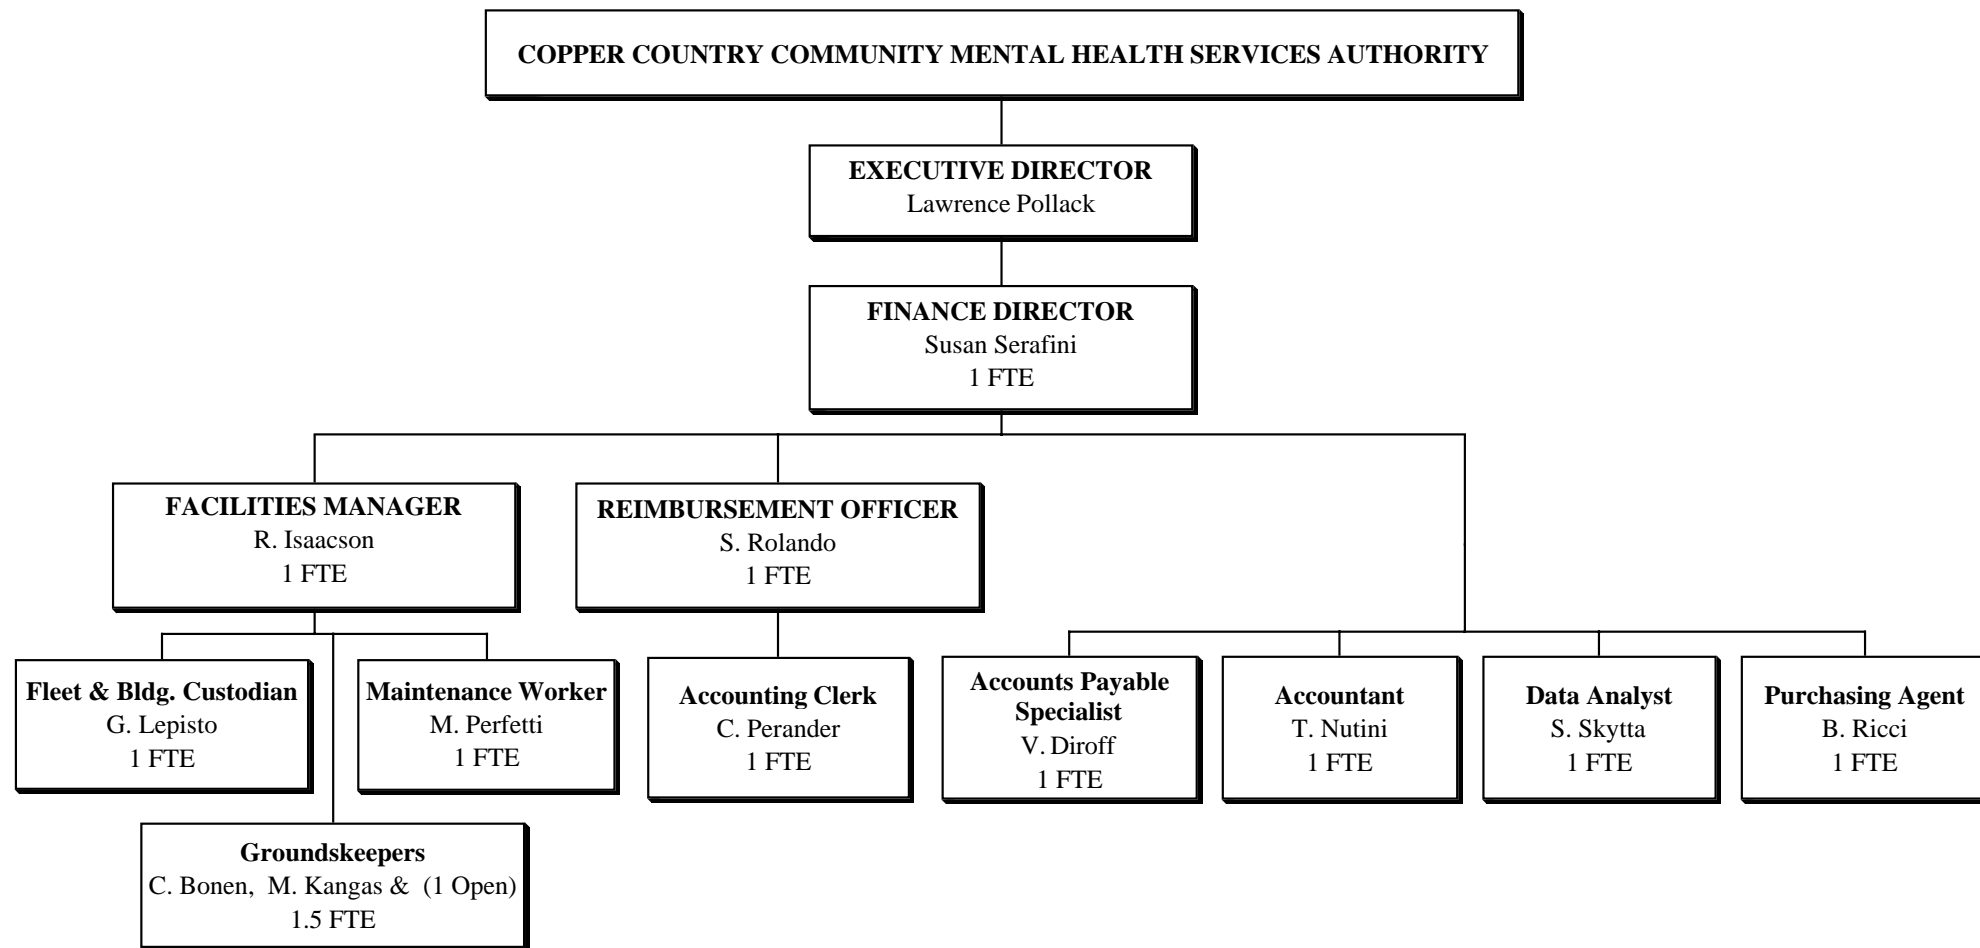 COPPER COUNTRY COMMUNITY MENTAL HEALTH SERVICES AUTHORITY
EXECUTIVE DIRECTOR
Lawrence Pollack
FINANCE DIRECTOR
Susan Serafini
1 FTE
FACILITIES MANAGER
R. Isaacson
1 FTE
REIMBURSEMENT OFFICER
S. Rolando
1 FTE
Fleet & Bldg. Custodian
G. Lepisto
1 FTE
Maintenance Worker
M. Perfetti
1 FTE
Accounting Clerk
C. Perander
1 FTE
Accounts Payable
Specialist
V. Diroff
1 FTE
Accountant
T. Nutini
1 FTE
Data Analyst
S. Skytta
1 FTE
Purchasing Agent
B. Ricci
1 FTE
Groundskeepers
C. Bonen,  M. Kangas &  (1 Open)
1.5 FTE